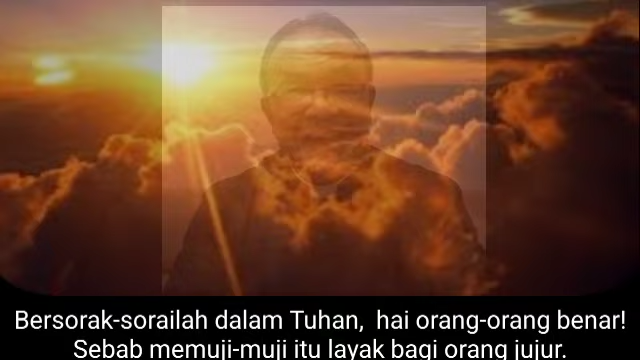 Bersorak-sorailah dalam Tuhan,  hai orang-orang benar!
Sebab memuji-muji itu layak bagi orang jujur.